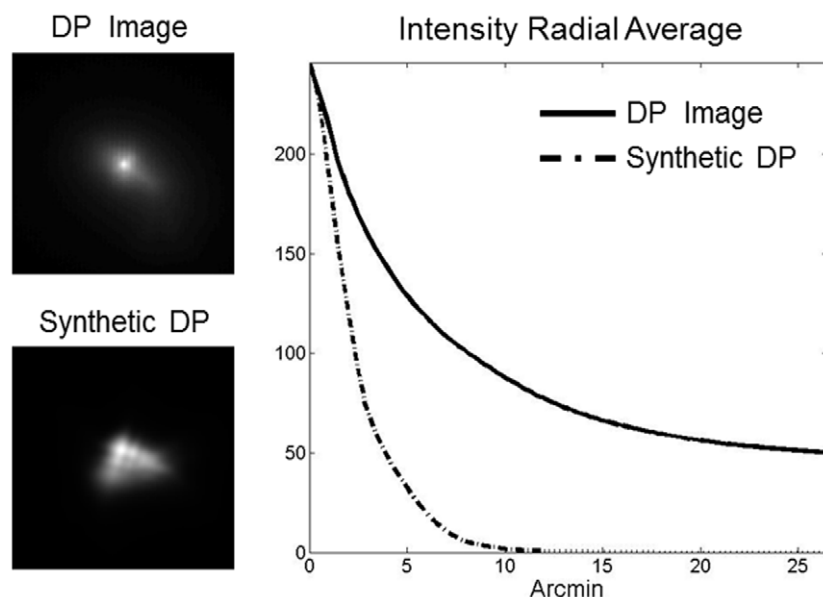 DP Image
Synthetic DP
Intensity Radial Average
DP Image
Synthetic DP
200
150
100
50
0
0 5 10 15 20 25
Arcmin